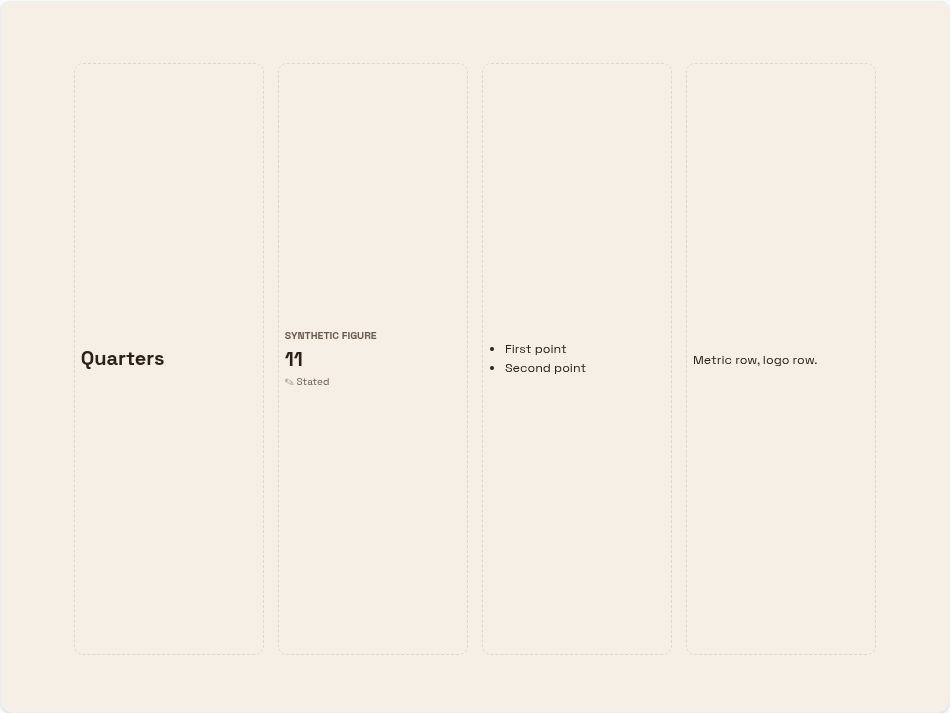 Quarters
SYNTHETIC FIGURE
11
✎ Stated
• First point
• Second point
Metric row, logo row.